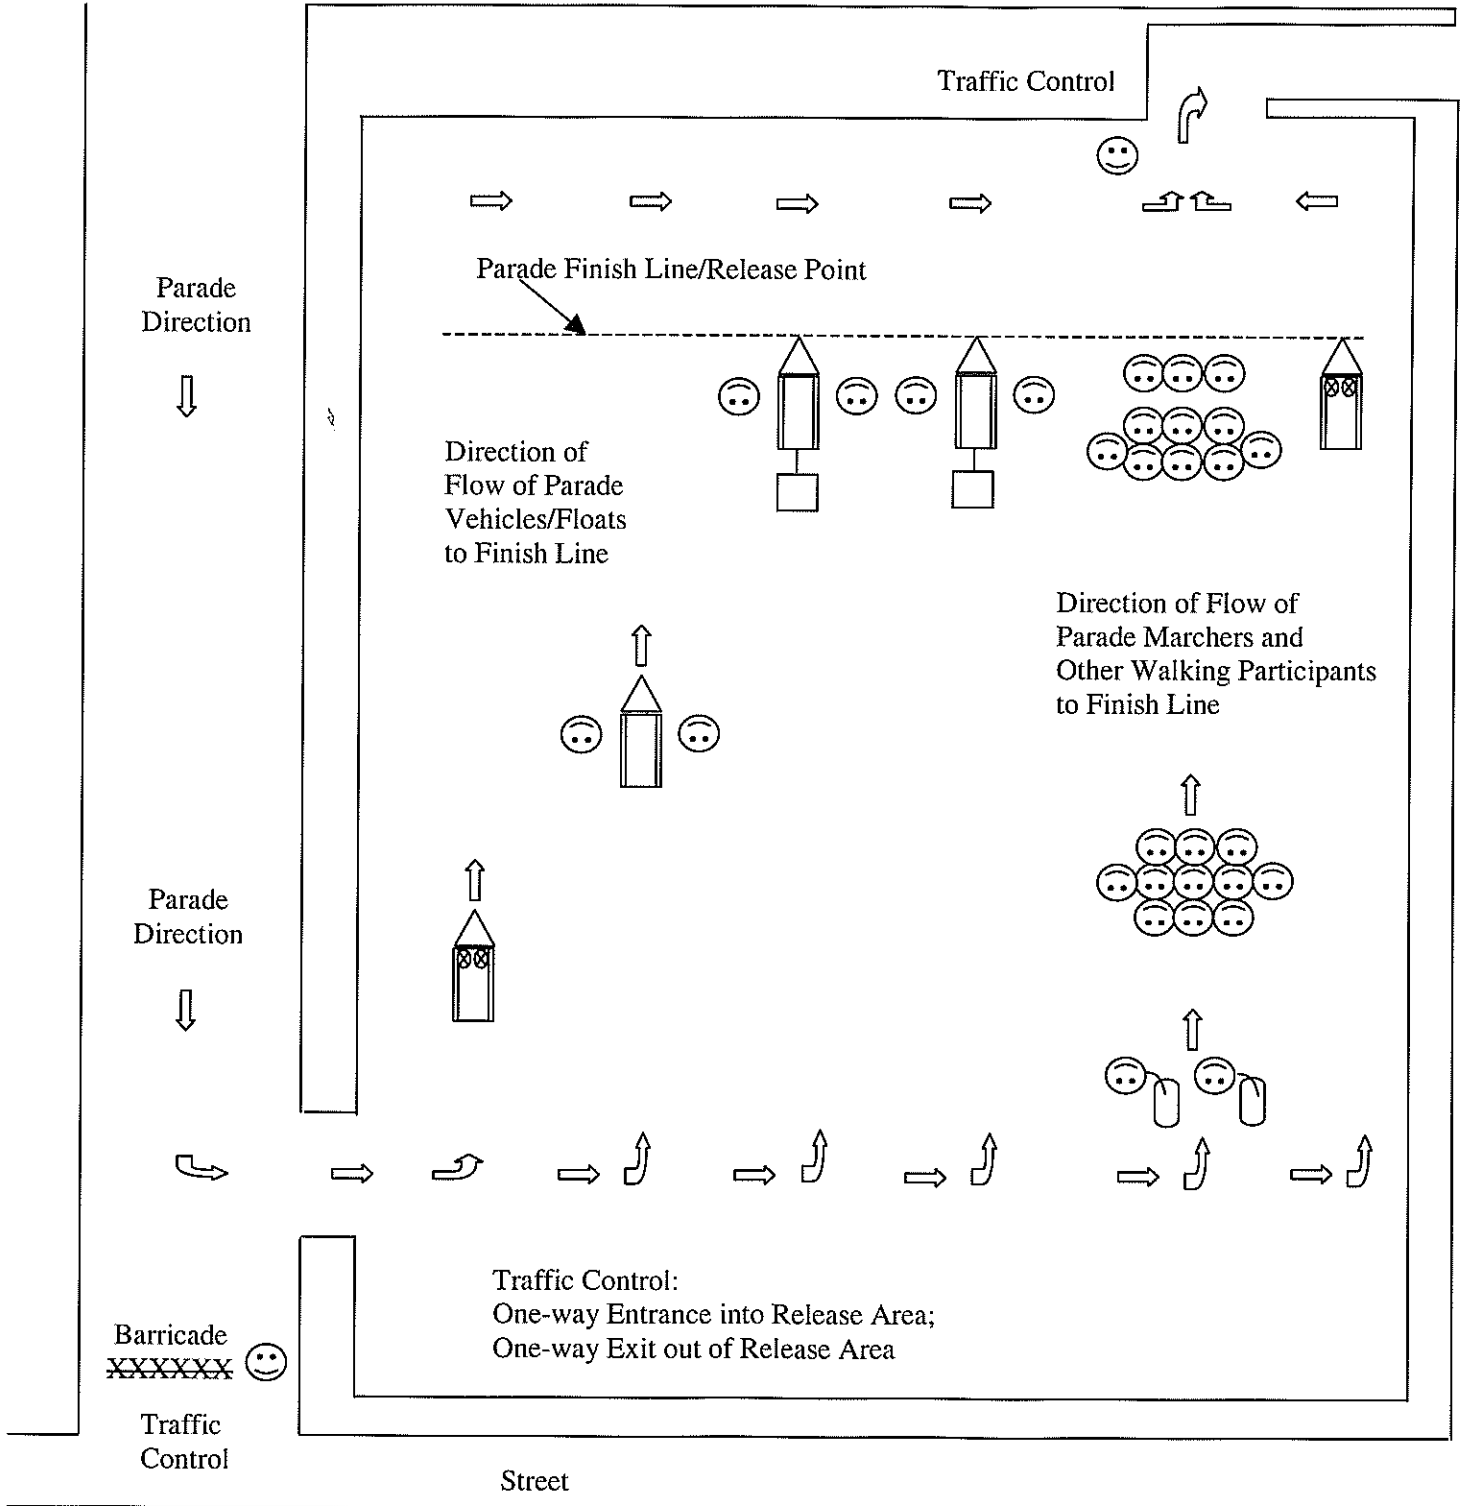 Traffic Control
Parade Finish Line/Release Point
Parade
Direction
Direction of
Flow of Parade
Vehicles/Floats
to Finish Line
Direction of Flow of
Parade Marchers and
Other Walking Participants
to Finish Line
Parade
Direction
Traffic Control:
One-way Entrance into Release Area;
One-way Exit out of Release Area
Barricade
XXXXXX
Traffic
Control
Street